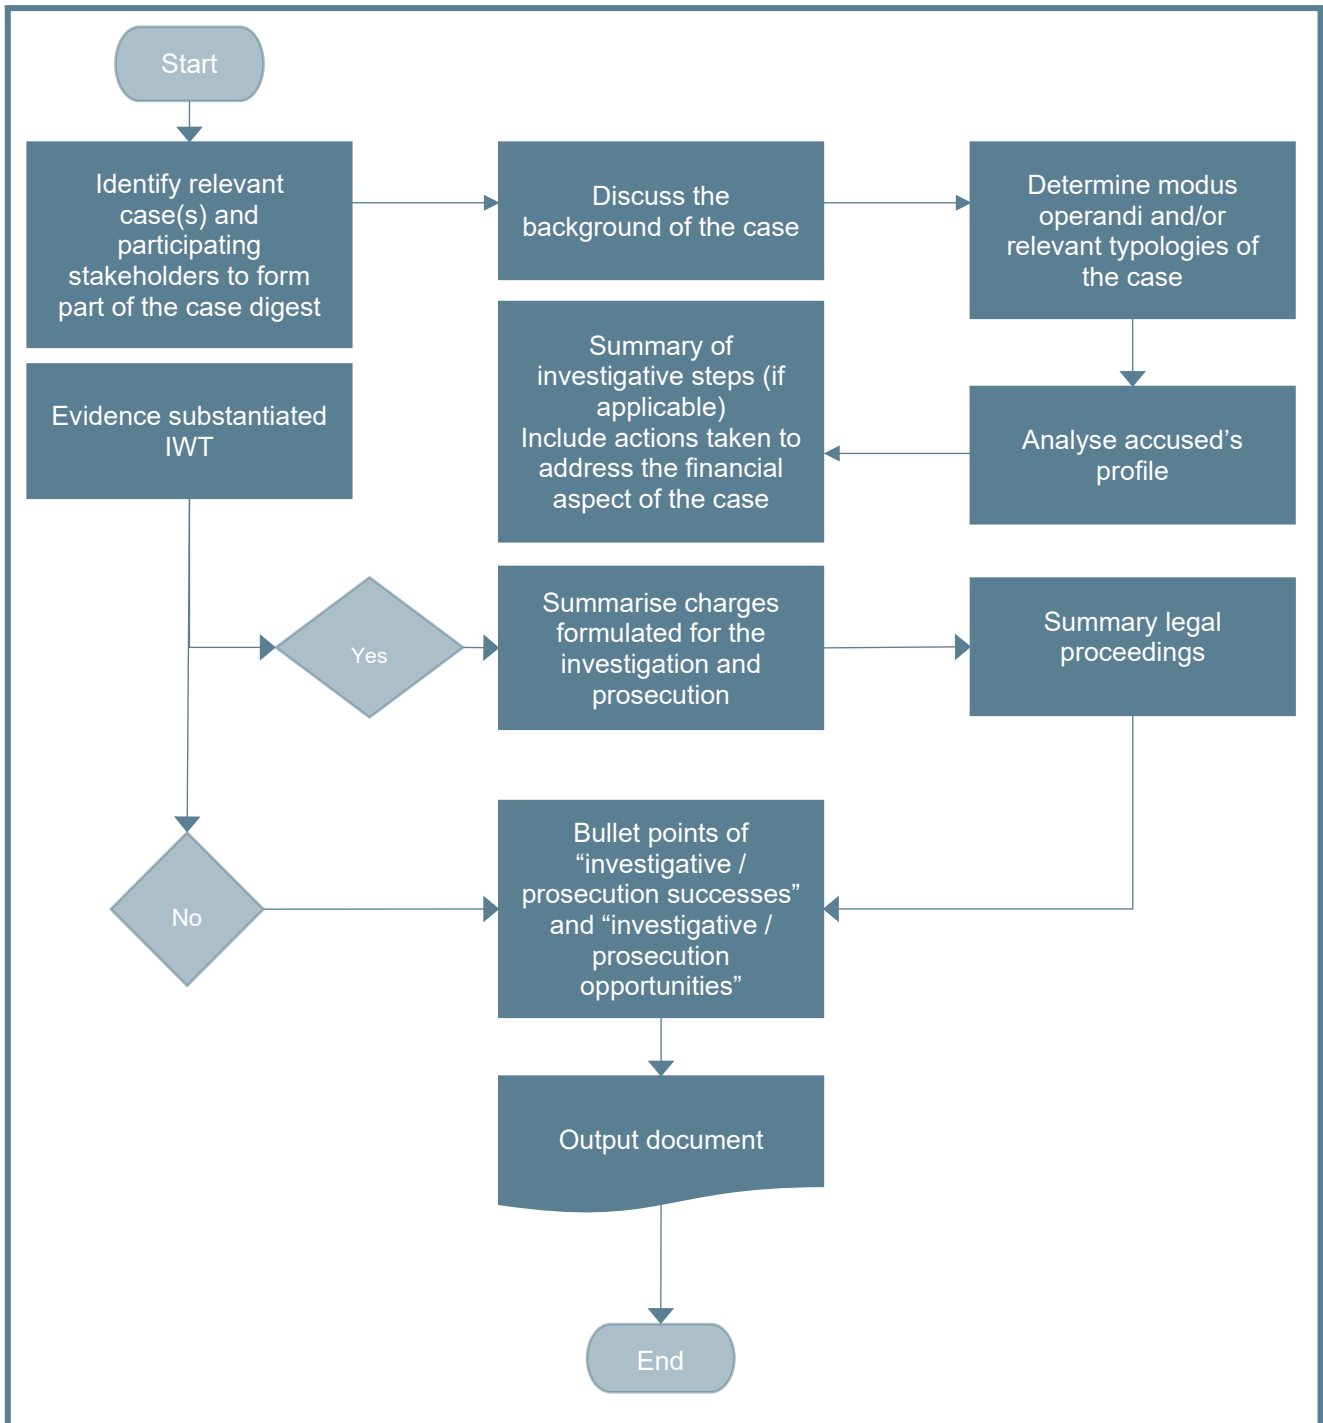 Start
Identify relevant
case(s) and
participating
stakeholders to form
part of the case digest
Discuss the
background of the case
Determine modus
operandi and/or
relevant typologies of
the case
Summary of
investigative steps (if
applicable)
Include actions taken to
address the financial
aspect of the case
Analyse accused’s
profile
Evidence substantiated
IWT
Yes
Summarise charges
formulated for the
investigation and
prosecution
Summary legal
proceedings
No
Bullet points of
“investigative /
prosecution successes”
and “investigative /
prosecution
opportunities”
Output document
End